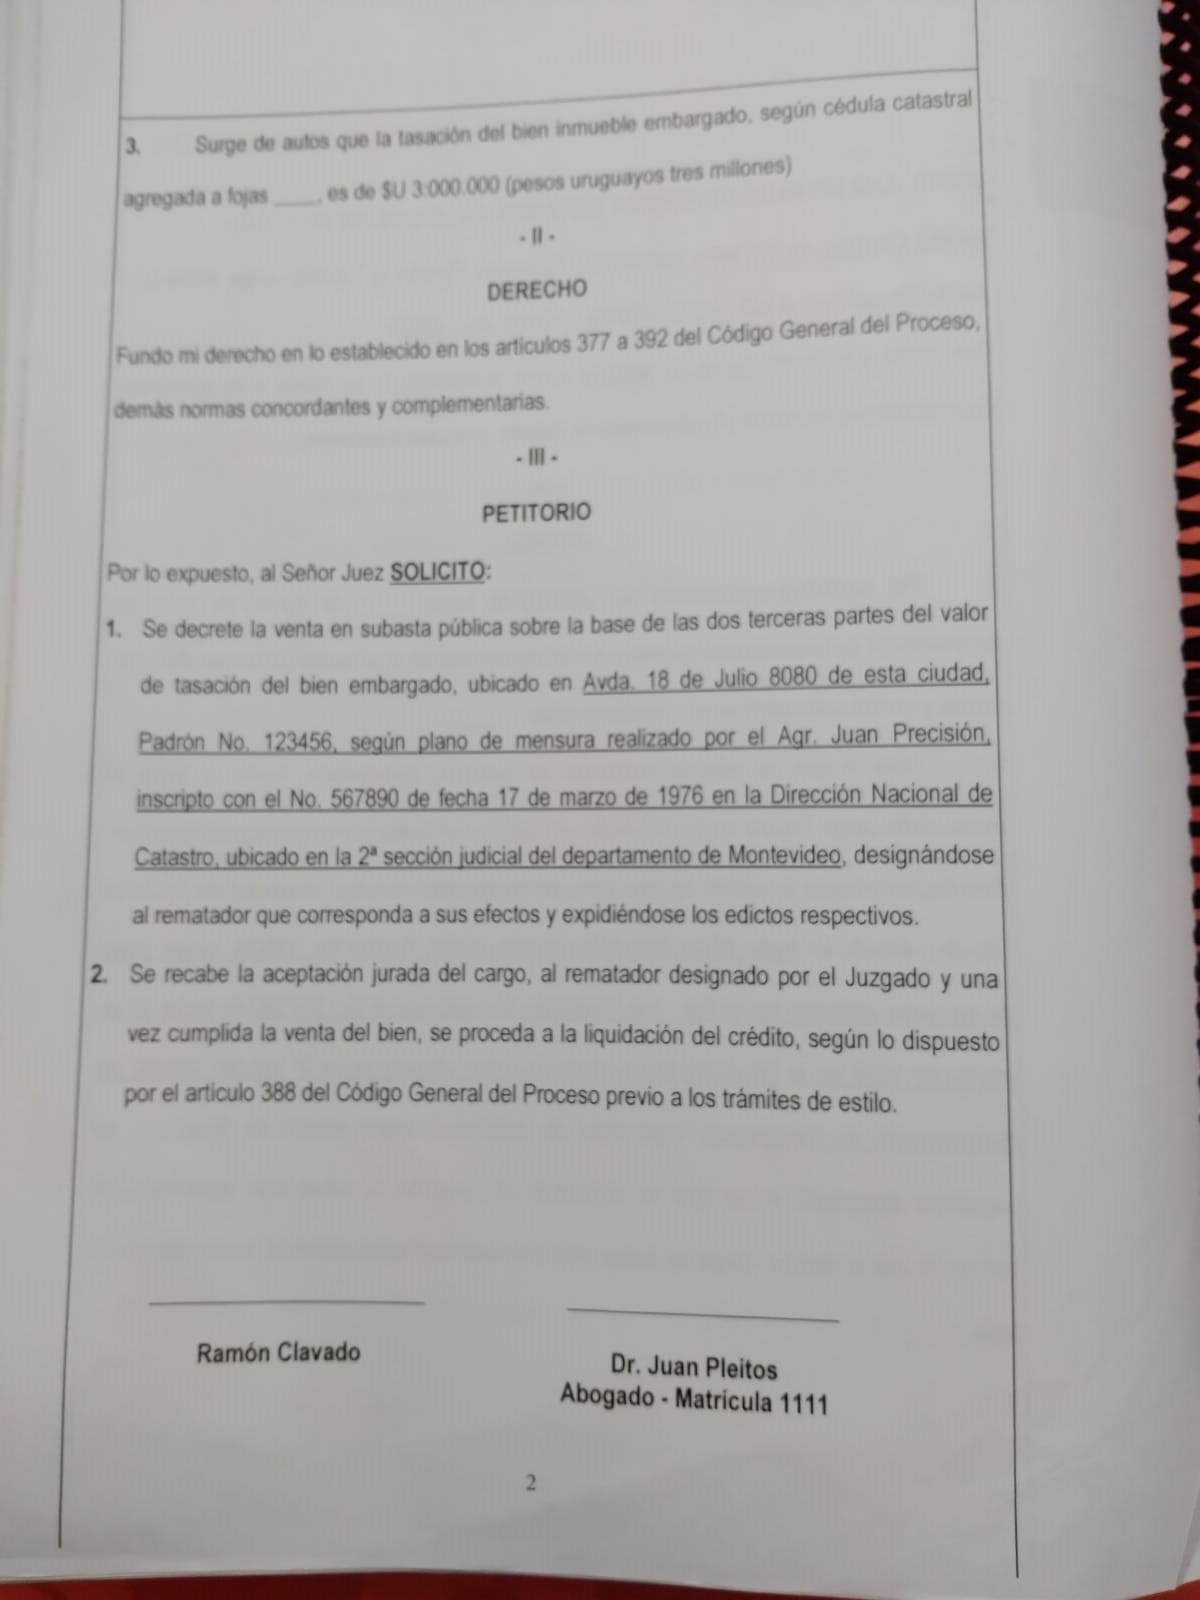 3. Surge de autos que la tasación del bien inmueble embargado, según cédula catastral
agregada a fojas _____, es de $U 3.000.000 (pesos uruguayos tres millones)
- II -
DERECHO
Fundo mi derecho en lo establecido en los artículos 377 a 392 del Código General del Proceso,
demás normas concordantes y complementarias.
- III -
PETITORIO
Por lo expuesto, al Señor Juez SOLICITO:
1. Se decrete la venta en subasta pública sobre la base de las dos terceras partes del valor
de tasación del bien embargado, ubicado en Avda. 18 de Julio 8080 de esta ciudad,
Padrón No. 123456, según plano de mensura realizado por el Agr. Juan Precisión,
inscripto con el No. 567890 de fecha 17 de marzo de 1976 en la Dirección Nacional de
Catastro, ubicado en la 2ª sección judicial del departamento de Montevideo, designándose
al rematador que corresponda a sus efectos y expidiéndose los edictos respectivos.
2. Se recabe la aceptación jurada del cargo, al rematador designado por el Juzgado y una
vez cumplida la venta del bien, se proceda a la liquidación del crédito, según lo dispuesto
por el artículo 388 del Código General del Proceso previo a los trámites de estilo.
Ramón Clavado
Dr. Juan Pleitos
Abogado - Matrícula 1111
2